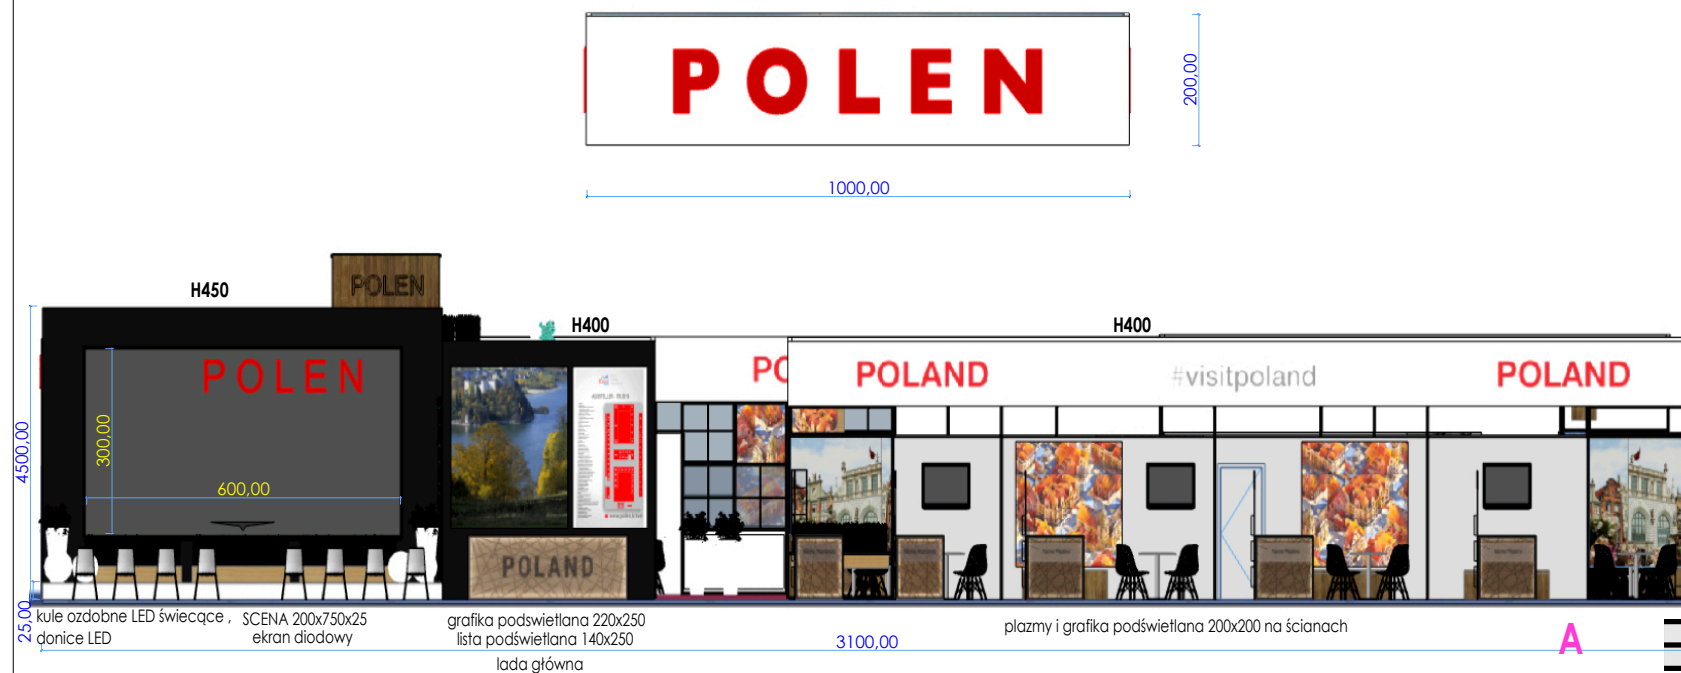 POLEN
200,00
1000,00
POLEN
H450
H400
H400
POLEN
PO
POLAND
#visitpoland
POLAND
4500,00
300,00
600,00
POLAND
25,00
kule ozdobne LED świecące ,
donice LED
SCENA 200x750x25
ekran diodowy
grafika podswietlana 220x250
lista podświetlana 140x250
lada główna
3100,00
plazmy i grafika podświetlana 200x200 na ścianach
A